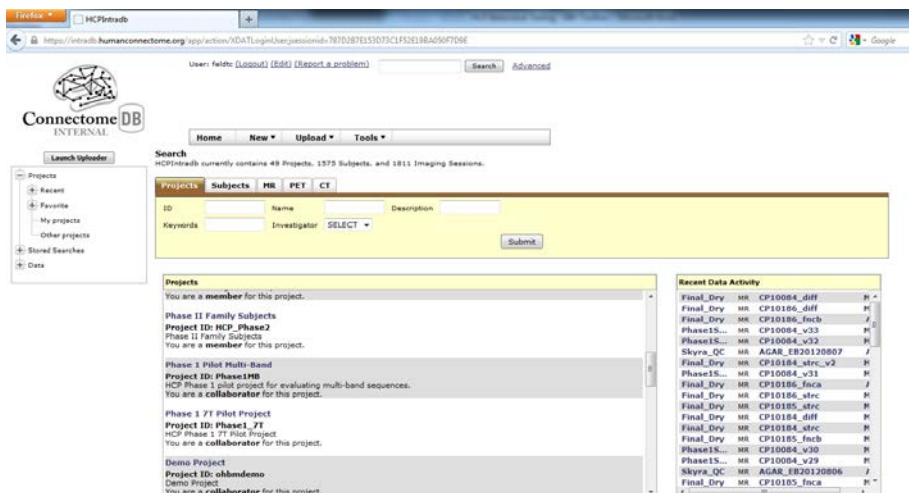 Firefox
HCPIntradb
https://intradb.humanconnectome.org/app/action/XDATLoginUser;jsessionid=787D2B7E153D73C1F52E19BA050F7D9E
Google
User: feldtc (Logout) (Edit) (Report a problem)
Search
Advanced
Connectome DB
INTERNAL
Home
New
Upload
Tools
Launch Uploader
Projects
Recent
Favorite
My projects
Other projects
Stored Searches
Data
Search
HCPIntradb currently contains 49 Projects, 1575 Subjects, and 1811 Imaging Sessions.
Projects Subjects MR PET CT
ID Name Description
Keywords Investigator SELECT
Submit
Projects
You are a member for this project.
Phase II Family Subjects
Project ID: HCP_Phase2
Phase II Family Subjects
You are a member for this project.
Phase 1 Pilot Multi-Band
Project ID: Phase1MB
HCP Phase 1 pilot project for evaluating multi-band sequences.
You are a collaborator for this project.
Phase 1 7T Pilot Project
Project ID: Phase1_7T
HCP Phase 1 7T Pilot Project
You are a collaborator for this project.
Demo Project
Project ID: ohbmdemo
Demo Project
You are a collaborator for this project.
Recent Data Activity
Final_Dry MR CP10084_diff
Final_Dry MR CP10186_diff
Final_Dry MR CP10186_fncb
Phase1S... MR CP10084_v33
Phase1S... MR CP10084_v32
Skyra_QC MR AGAR_EB20120807
Final_Dry MR CP10184_strc_v2
Phase1S... MR CP10084_v31
Final_Dry MR CP10186_fnca
Final_Dry MR CP10186_strc
Final_Dry MR CP10185_strc
Final_Dry MR CP10184_diff
Final_Dry MR CP10184_strc
Final_Dry MR CP10185_fncb
Phase1S... MR CP10084_v30
Phase1S... MR CP10084_v29
Skyra_QC MR AGAR_EB20120806
Final_Dry MR CP10185_fnca